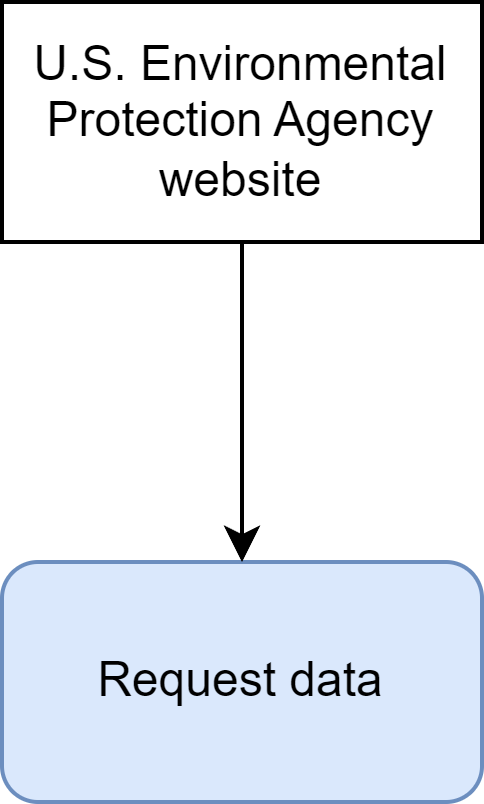 U.S. Environmental
Protection Agency
website
Request data